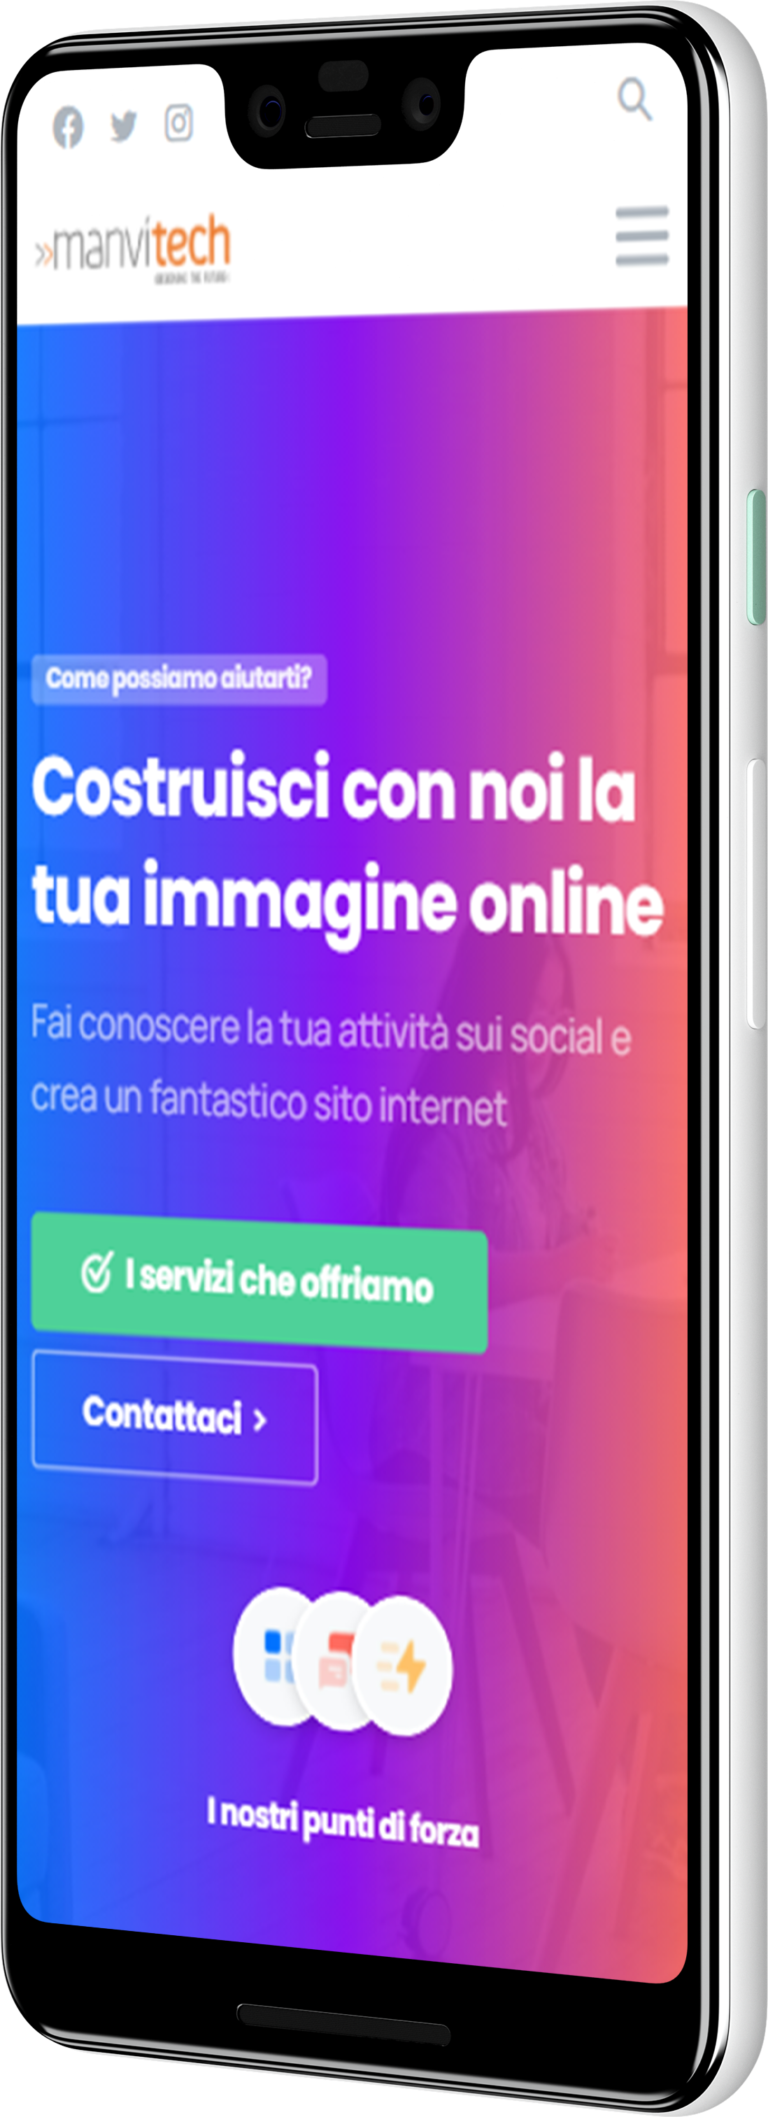 »manvitech
Come possiamo aiutarti?
Costruisci con noi la
tua immagine online
Fai conoscere la tua attività sui social e
crea un fantastico sito internet
I servizi che offriamo
Contattaci >
I nostri punti di forza